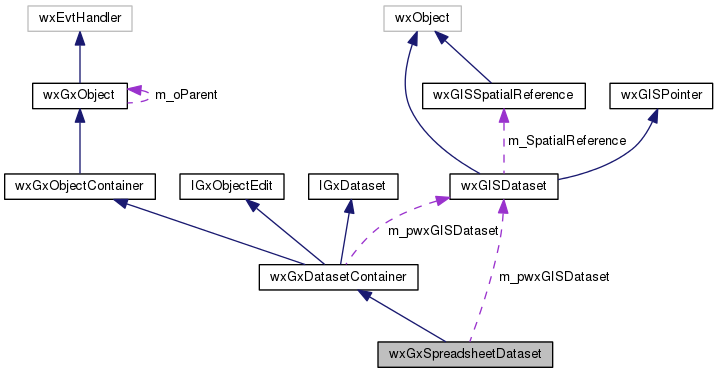 wxEvtHandler
wxObject
wxGxObject
m_oParent
wxGISSpatialReference
wxGISPointer
m_SpatialReference
wxGxObjectContainer
IGxObjectEdit
IGxDataset
wxGISDataset
m_pwxGISDataset
wxGxDatasetContainer
m_pwxGISDataset
wxGxSpreadsheetDataset